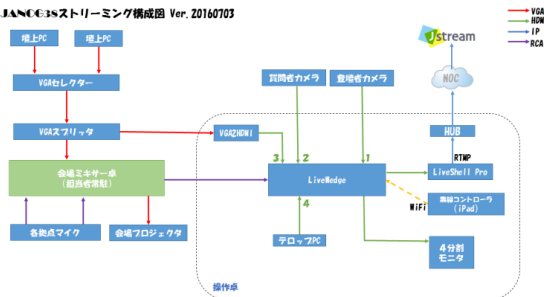 JANOG38ストリーミング構成図 Ver.20160703
VGA
HDMI
IP
RCA
壇上PC
壇上PC
Jstream
NOC
質問者カメラ
登壇者カメラ
VGAセレクター
VGAスプリッタ
VGA2HDMI
HUB
RTMP
3
2
1
会場ミキサー卓
(担当者常駐)
LiveWedge
LiveShell Pro
4
WiFi
無線コントローラ
(iPad)
各拠点マイク
会場プロジェクタ
テロップPC
4分割
モニタ
操作卓